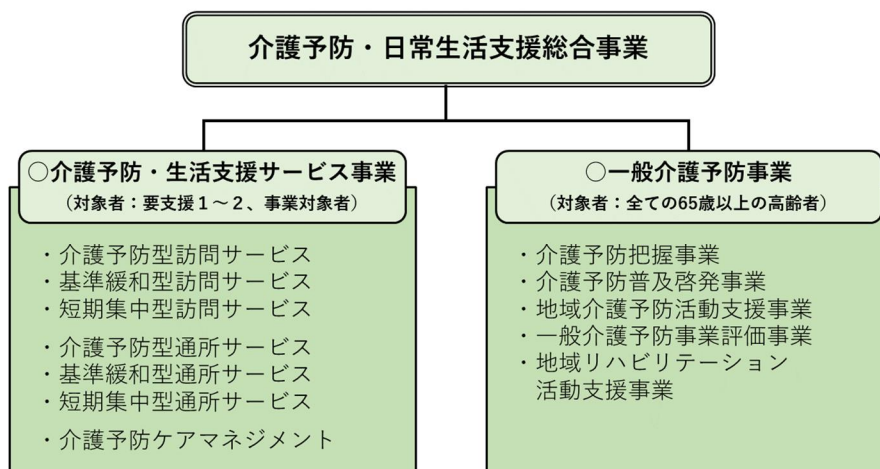 介護予防・日常生活支援総合事業
○介護予防・生活支援サービス事業
（対象者：要支援１～２、事業対象者）
・介護予防型訪問サービス
・基準緩和型訪問サービス
・短期集中型訪問サービス
・介護予防型通所サービス
・基準緩和型通所サービス
・短期集中型通所サービス
・介護予防ケアマネジメント
○一般介護予防事業
（対象者：全ての65歳以上の高齢者）
・介護予防把握事業
・介護予防普及啓発事業
・地域介護予防活動支援事業
・一般介護予防事業評価事業
・地域リハビリテーション
活動支援事業